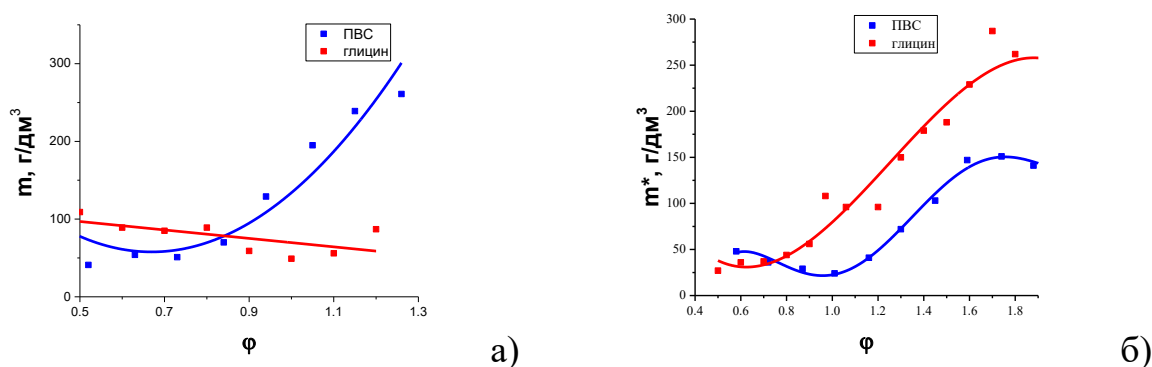 ПВС
глицин
m, г/дм³
300
200
100
0
0.5 0.7 0.9 1.1 1.3
φ
а)
ПВС
глицин
m*, г/дм³
300
250
200
150
100
50
0
0.4 0.6 0.8 1.0 1.2 1.4 1.6 1.8
φ
б)